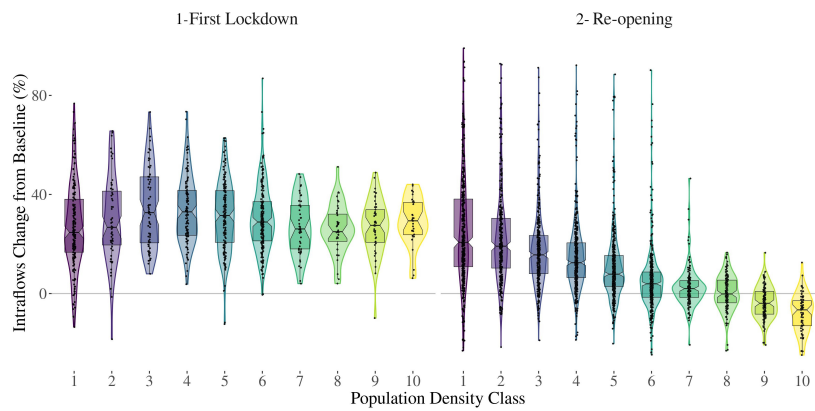 1-First Lockdown
2- Re-opening
Intraflows Change from Baseline (%)
80
40
0
1 2 3 4 5 6 7 8 9 10
1 2 3 4 5 6 7 8 9 10
Population Density Class